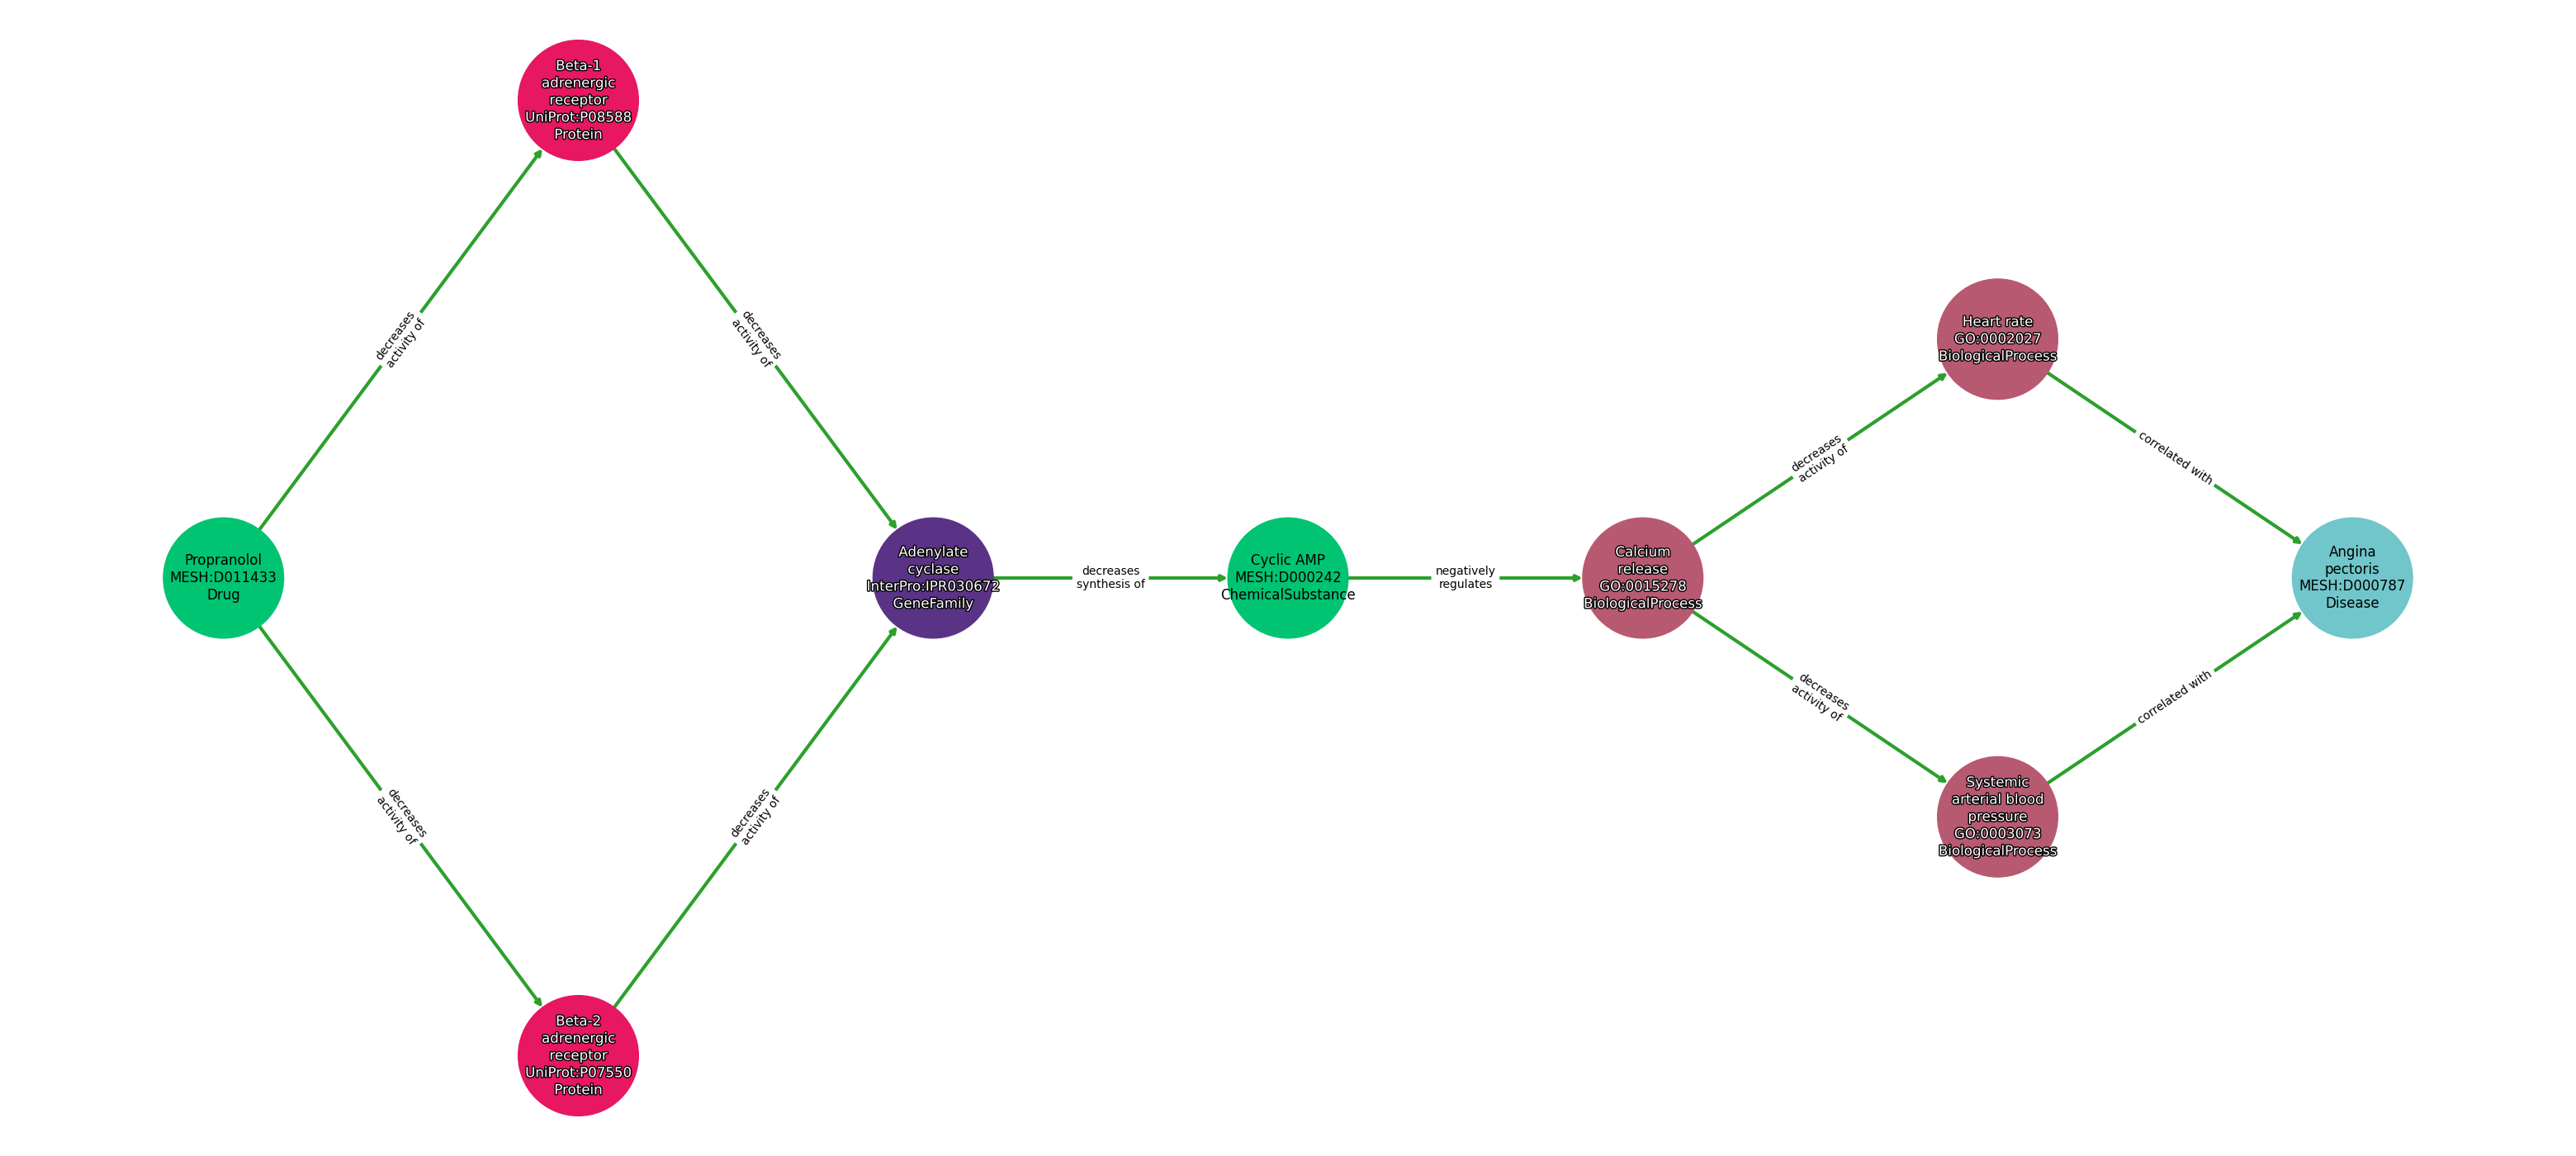 Beta-1
adrenergic
receptor
UniProt:P08588
Protein
decreases
activity of
decreases
activity of
Heart rate
GO:0002027
BiologicalProcess
decreases
activity of
correlated with
Propranolol
MESH:D011433
Drug
Adenylate
cyclase
InterPro:IPR030672
GeneFamily
decreases
synthesis of
Cyclic AMP
MESH:D000242
ChemicalSubstance
negatively
regulates
Calcium
release
GO:0015278
BiologicalProcess
Angina
pectoris
MESH:D000787
Disease
decreases
activity of
correlated with
decreases
activity of
decreases
activity of
Systemic
arterial blood
pressure
GO:0003073
BiologicalProcess
Beta-2
adrenergic
receptor
UniProt:P07550
Protein